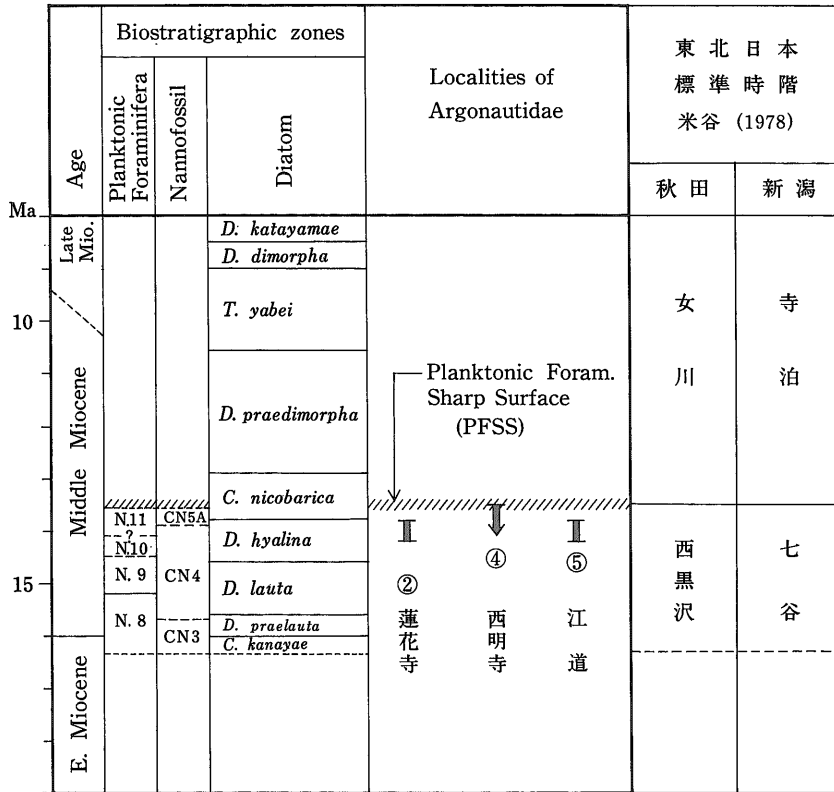 Age
Biostratigraphic zones
Planktonic
Foraminifera
Nannofossil
Diatom
Localities of
Argonautidae
東北日本
標準時階
米谷 (1978)
秋田
新潟
Ma
10
15
Late
Mio.
Middle Miocene
E. Miocene
N.11
?
N.10
N. 9
N. 8
CN5A
CN4
CN3
D. katayamae
D. dimorpha
T. yabei
D. praedimorpha
C. nicobarica
D. hyalina
D. lauta
D. praelauta
C. kanayae
Planktonic Foram.
Sharp Surface
(PFSS)
②
蓮花寺
④
西明寺
⑤
江道
女川
寺泊
西黒沢
七谷